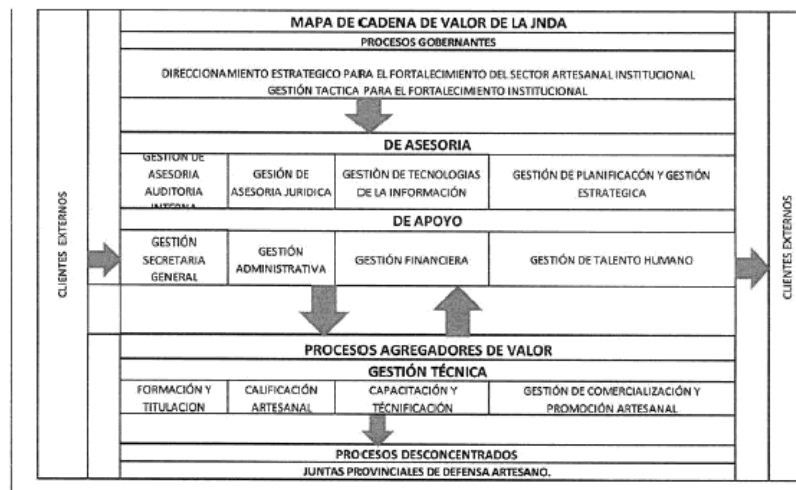 MAPA DE CADENA DE VALOR DE LA JNDA
PROCESOS GOBERNANTES
DIRECCIONAMIENTO ESTRATEGICO PARA EL FORTALECIMIENTO DEL SECTOR ARTESANAL INSTITUCIONAL
GESTIÓN TACTICA PARA EL FORTALECIMIENTO INSTITUCIONAL
DE ASESORIA
GESTION DE
ASESORIA
AUDITORIA
INTERNA
GESIÓN DE
ASESORIA JURIDICA
GESTIÓN DE TECNOLOGIAS
DE LA INFORMACIÓN
GESTIÓN DE PLANIFICACÓN Y GESTIÓN
ESTRATEGICA
DE APOYO
GESTIÓN
SECRETARIA
GENERAL
GESTIÓN
ADMINISTRATIVA
GESTIÓN FINANCIERA
GESTIÓN DE TALENTO HUMANO
CLIENTES EXTERNOS
CLIENTES EXTERNOS
PROCESOS AGREGADORES DE VALOR
GESTIÓN TÉCNICA
FORMACIÓN Y
TITULACION
CALIFICACIÓN
ARTESANAL
CAPACITACIÓN Y
TÉCNIFICACIÓN
GESTIÓN DE COMERCIALIZACIÓN Y
PROMOCIÓN ARTESANAL
PROCESOS DESCONCENTRADOS
JUNTAS PROVINCIALES DE DEFENSA ARTESANO.